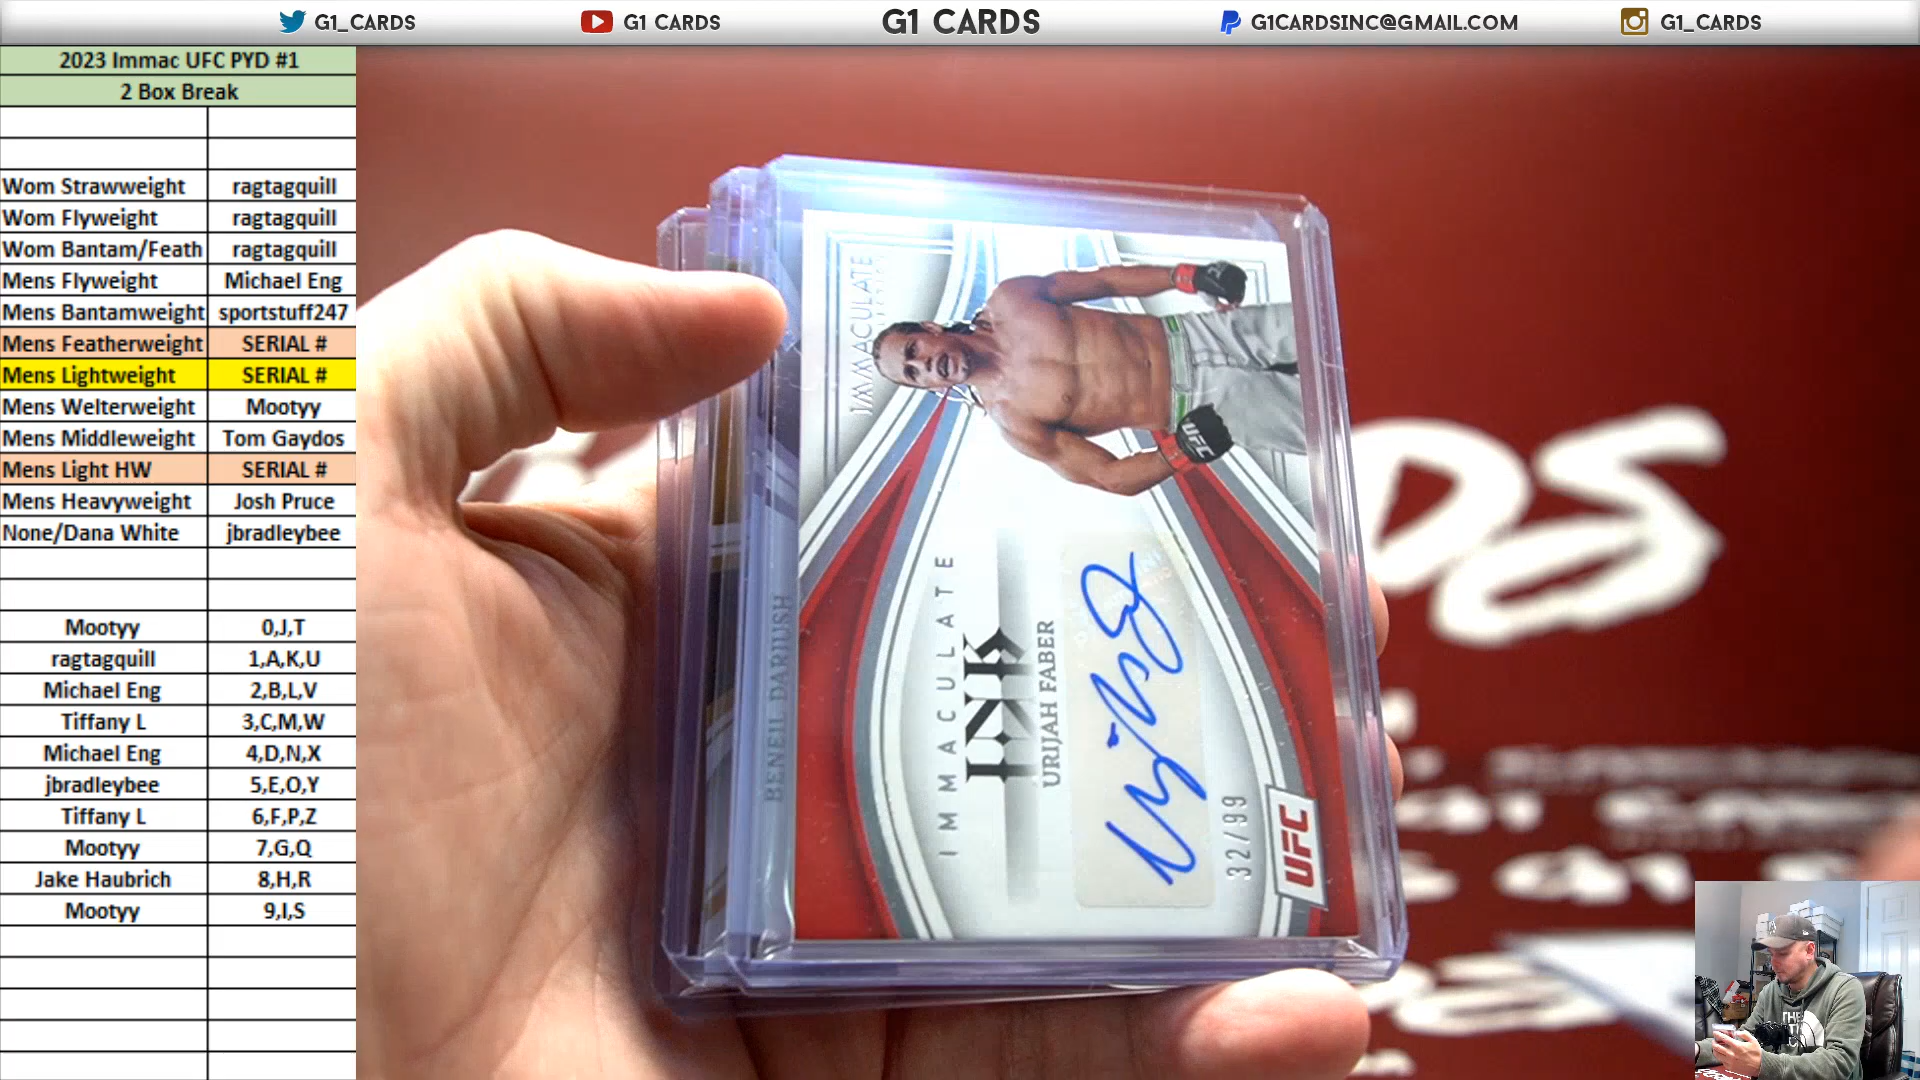 G1_CARDS
G1 CARDS
G1 CARDS
G1CARDSINC@GMAIL.COM
G1_CARDS
2023 Immac UFC PYD #1
2 Box Break
Wom Strawweight ragtagquill
Wom Flyweight ragtagquill
Wom Bantam/Feath ragtagquill
Mens Flyweight Michael Eng
Mens Bantamweight sportstuff247
Mens Featherweight SERIAL #
Mens Lightweight SERIAL #
Mens Welterweight Mootyy
Mens Middleweight Tom Gaydos
Mens Light HW SERIAL #
Mens Heavyweight Josh Pruce
None/Dana White jbradleybee
Mootyy 0,J,T
ragtagquill 1,A,K,U
Michael Eng 2,B,L,V
Tiffany L 3,C,M,W
Michael Eng 4,D,N,X
jbradleybee 5,E,O,Y
Tiffany L 6,F,P,Z
Mootyy 7,G,Q
Jake Haubrich 8,H,R
Mootyy 9,I,S
BENEIL DARIUSH
IMMACULATE
IMMACULATE
INK
URIJAH FABER
32/99
UFC
UFC